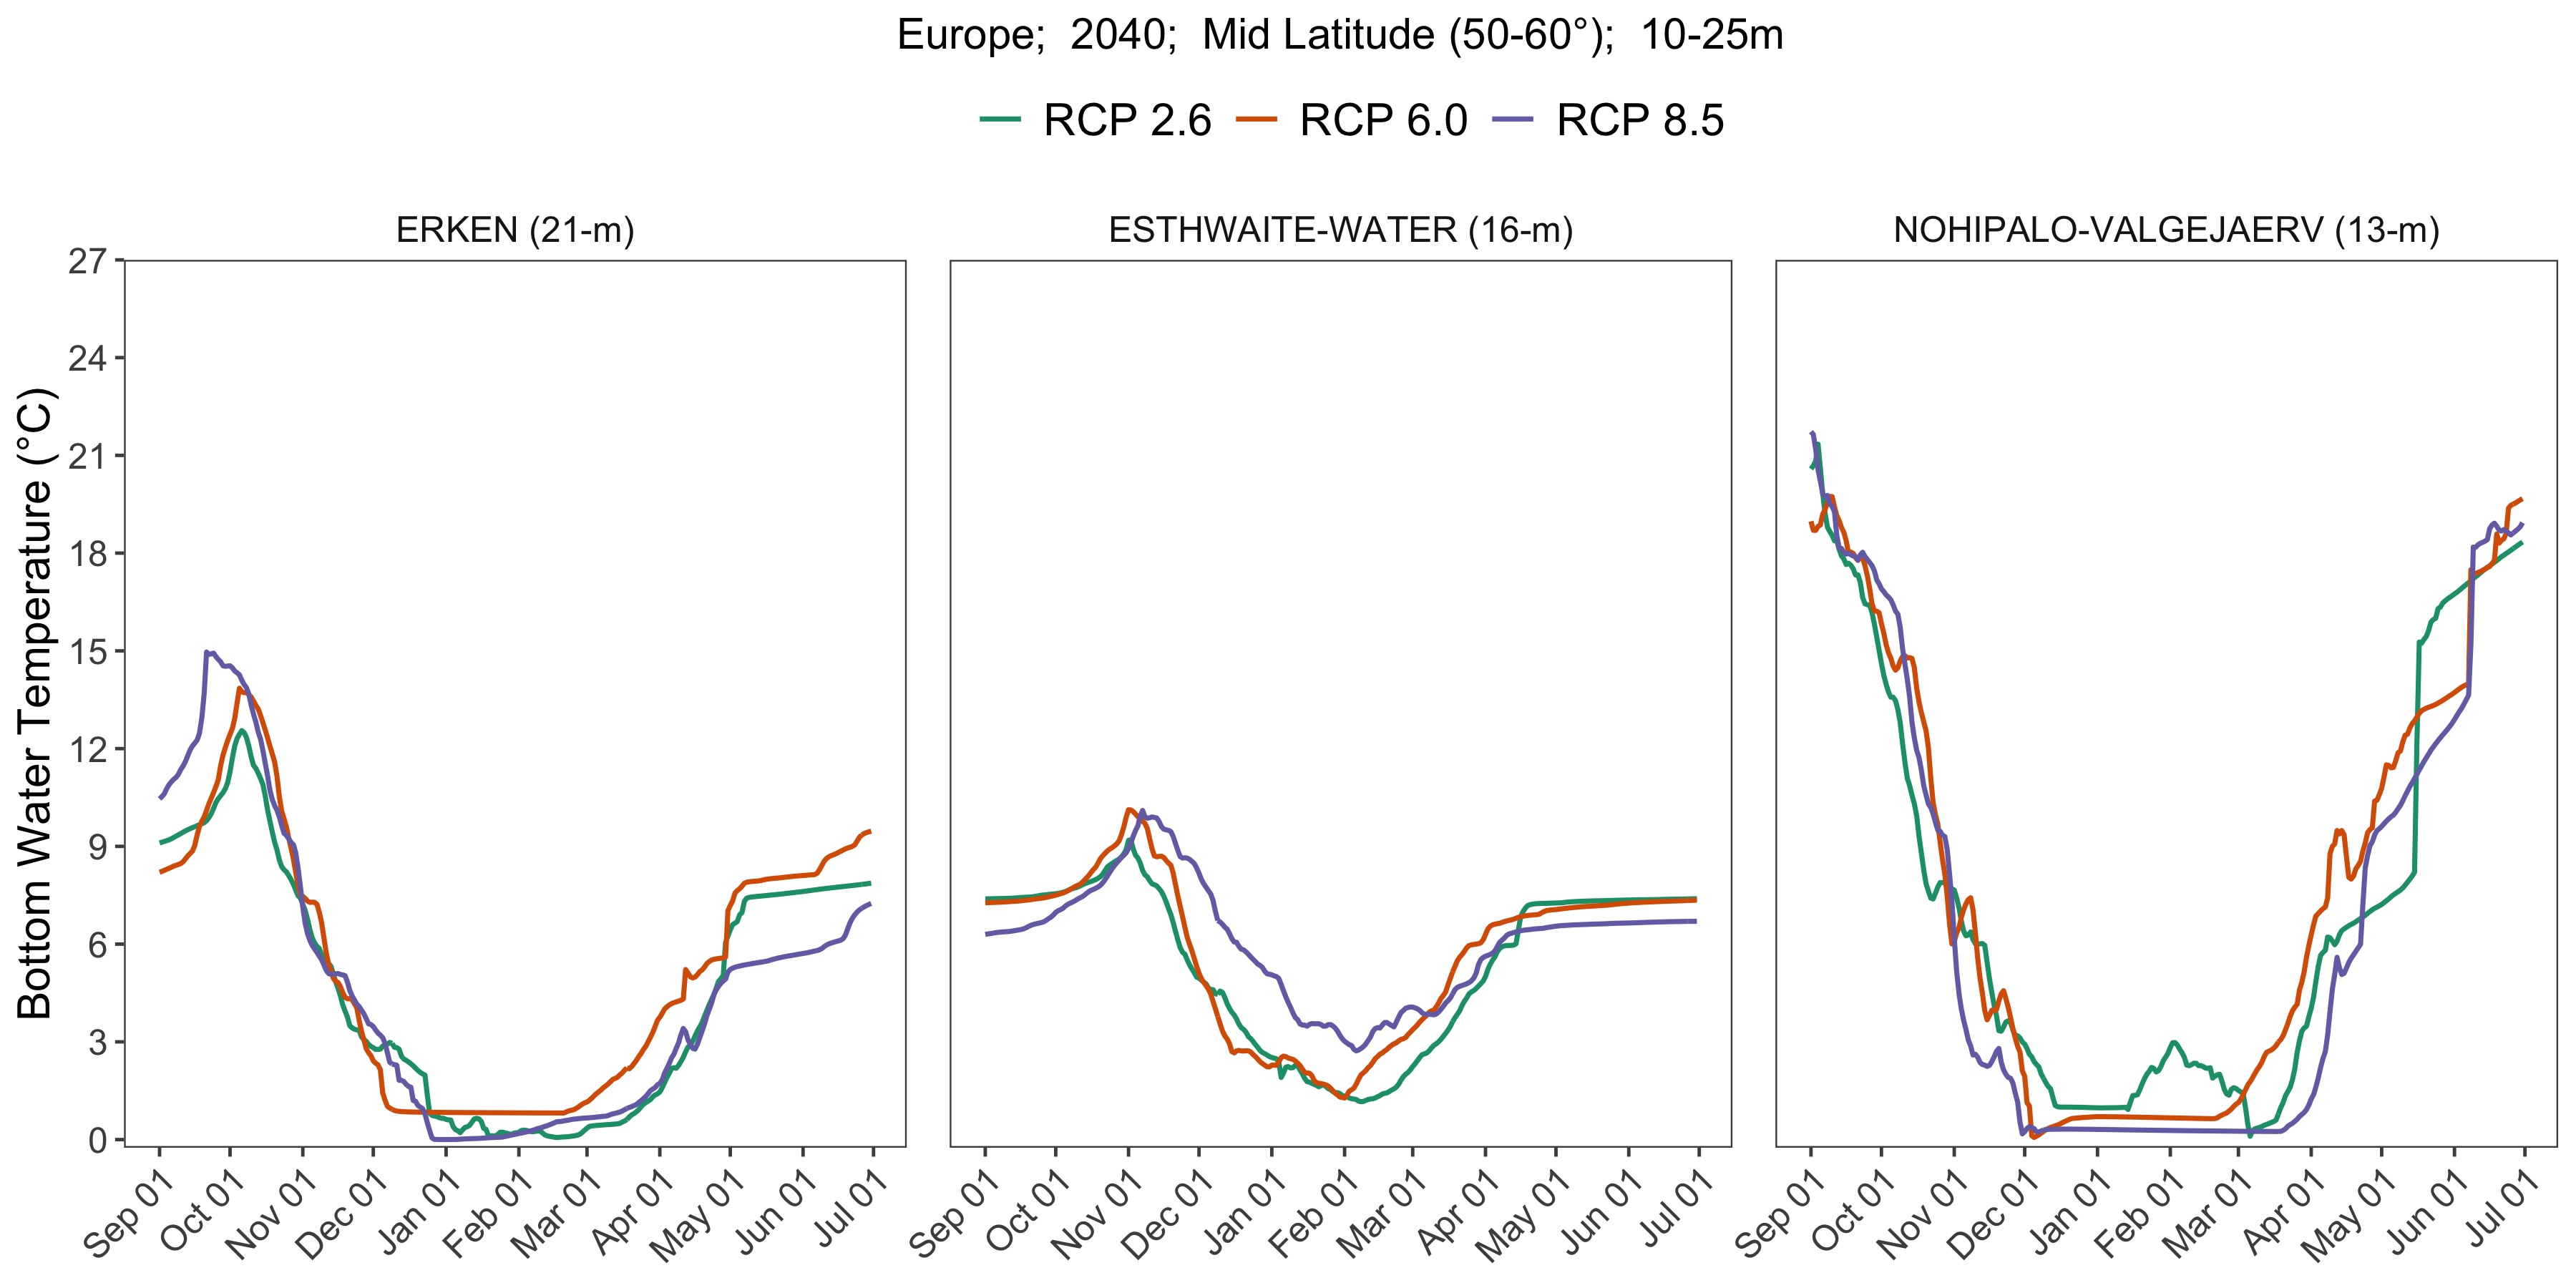 Europe;  2040;  Mid Latitude (50-60°);  10-25m
RCP 2.6 RCP 6.0 RCP 8.5
ERKEN (21-m) ESTHWAITE-WATER (16-m) NOHIPALO-VALGEJAERV (13-m)
Bottom Water Temperature (°C)
27
24
21
18
15
12
9
6
3
0
Sep 01 Oct 01 Nov 01 Dec 01 Jan 01 Feb 01 Mar 01 Apr 01 May 01 Jun 01 Jul 01
Sep 01 Oct 01 Nov 01 Dec 01 Jan 01 Feb 01 Mar 01 Apr 01 May 01 Jun 01 Jul 01
Sep 01 Oct 01 Nov 01 Dec 01 Jan 01 Feb 01 Mar 01 Apr 01 May 01 Jun 01 Jul 01